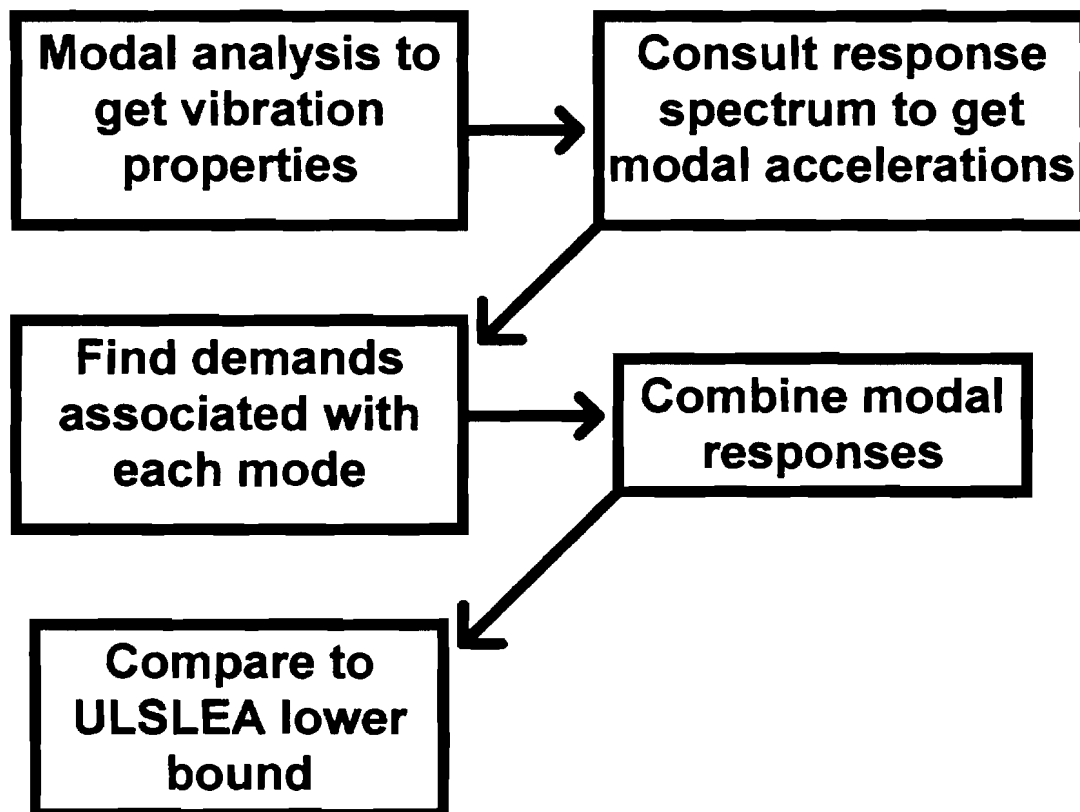 Modal analysis to
get vibration
properties
Consult response
spectrum to get
modal accelerations
Find demands
associated with
each mode
Combine modal
responses
Compare to
ULSLEA lower
bound